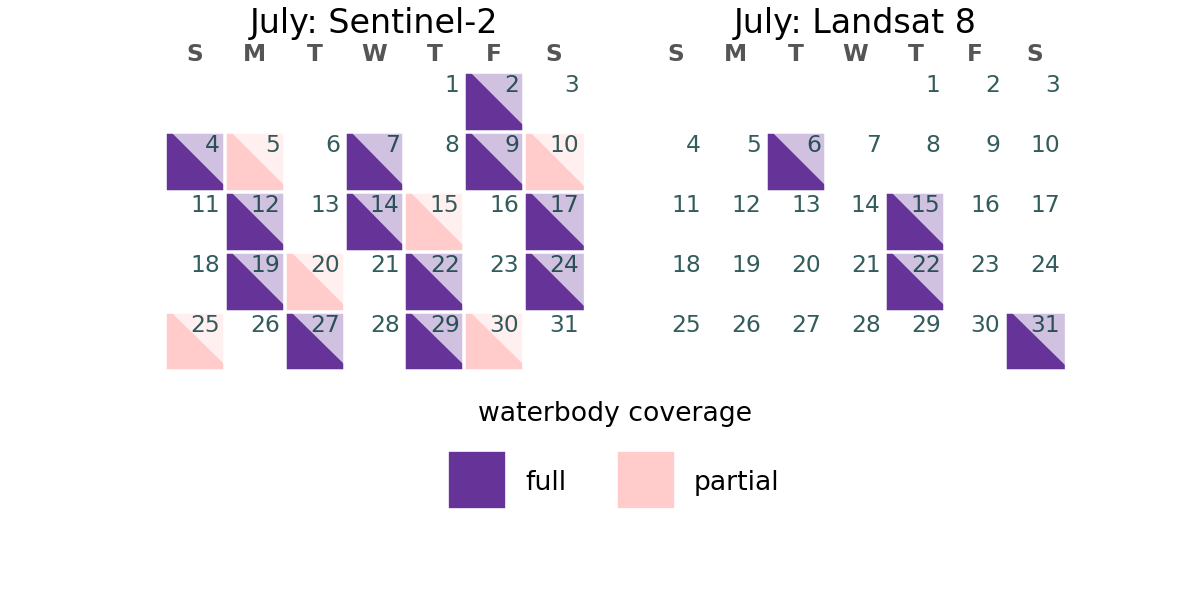 July: Sentinel-2
S M T W T F S
1 2 3
4 5 6 7 8 9 10
11 12 13 14 15 16 17
18 19 20 21 22 23 24
25 26 27 28 29 30 31
July: Landsat 8
S M T W T F S
1 2 3
4 5 6 7 8 9 10
11 12 13 14 15 16 17
18 19 20 21 22 23 24
25 26 27 28 29 30 31
waterbody coverage
full
partial